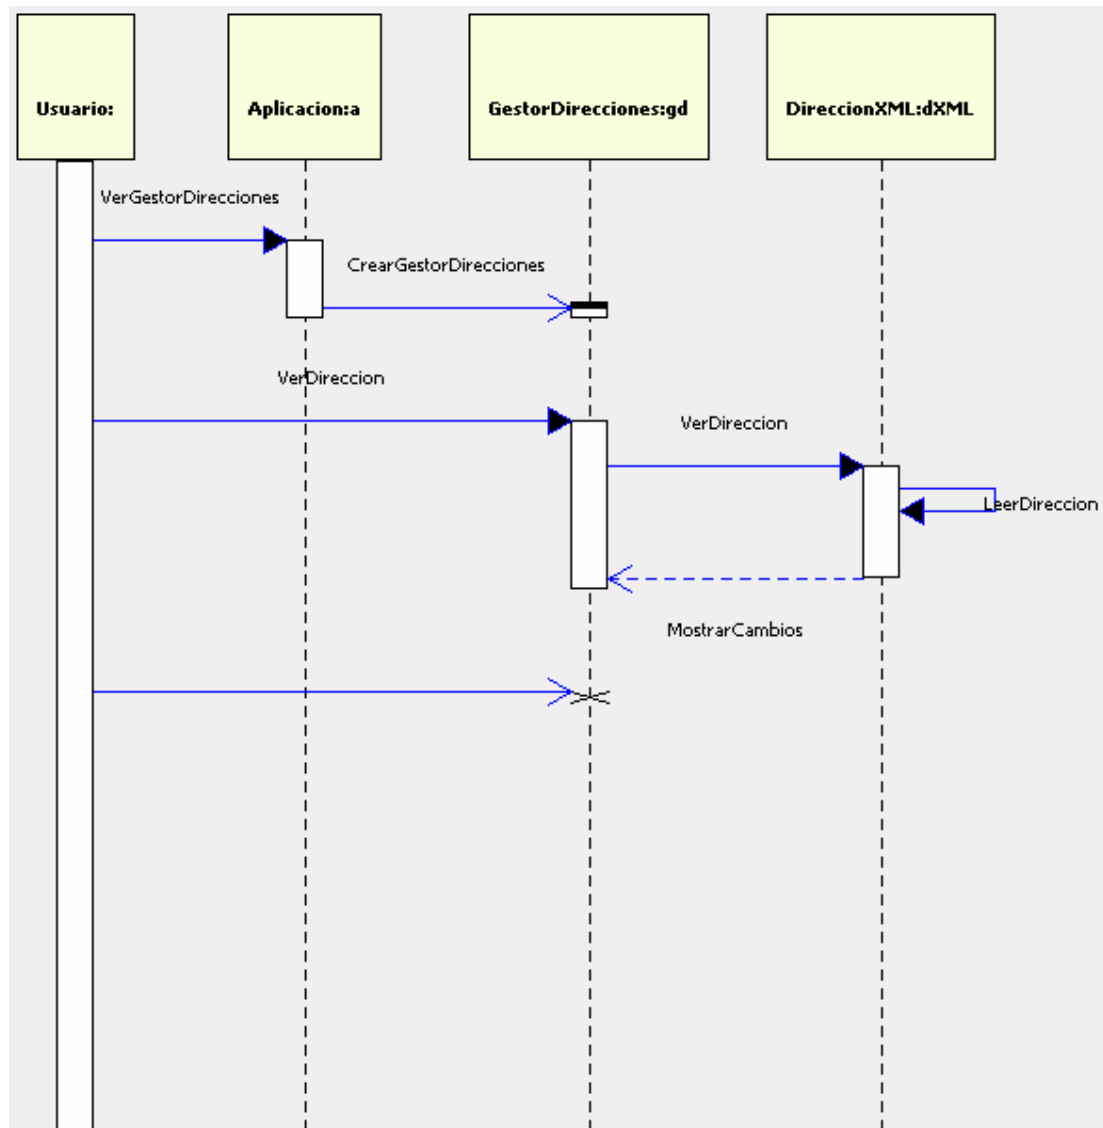 Usuario:
Aplicacion:a
GestorDirecciones:gd
DireccionXML:dXML
VerGestorDirecciones
CrearGestorDirecciones
VerDireccion
VerDireccion
LeerDireccion
MostrarCambios